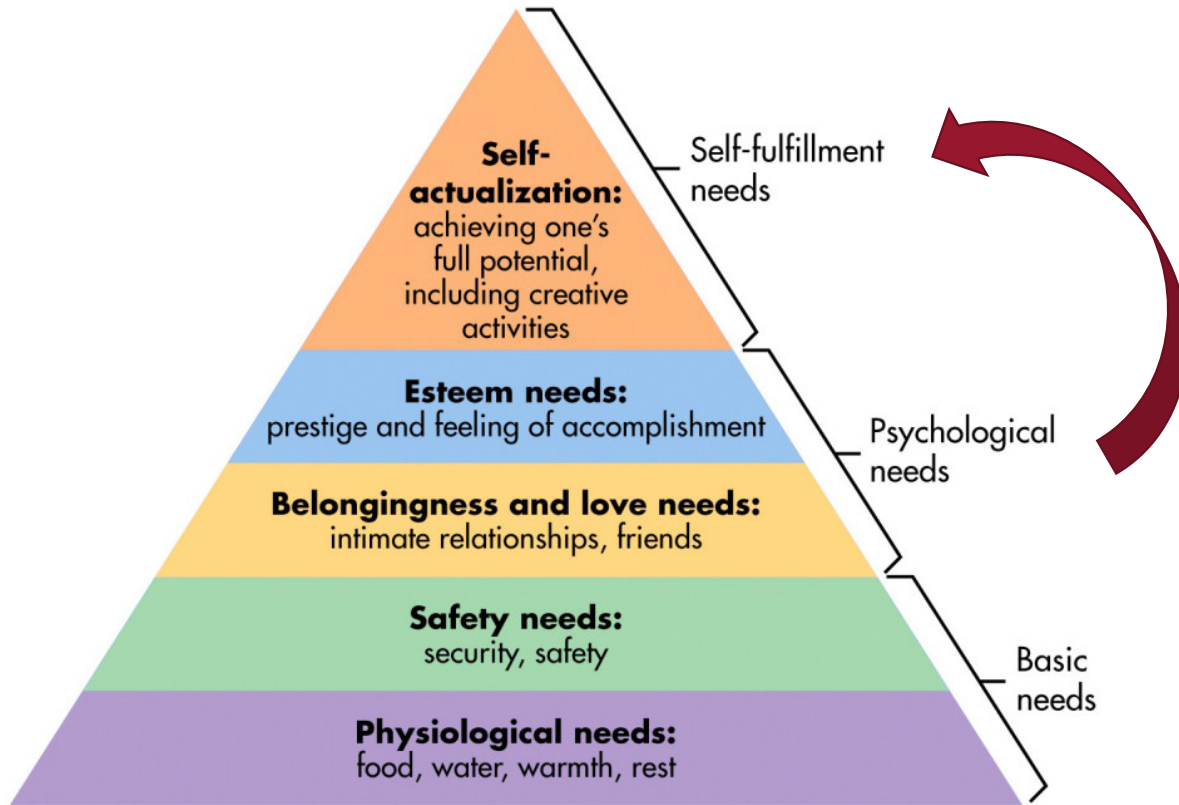 Self-
actualization:
achieving one’s
full potential,
including creative
activities
Self-fulfillment
needs
Esteem needs:
prestige and feeling of accomplishment
Psychological
needs
Belongingness and love needs:
intimate relationships, friends
Safety needs:
security, safety
Basic
needs
Physiological needs:
food, water, warmth, rest